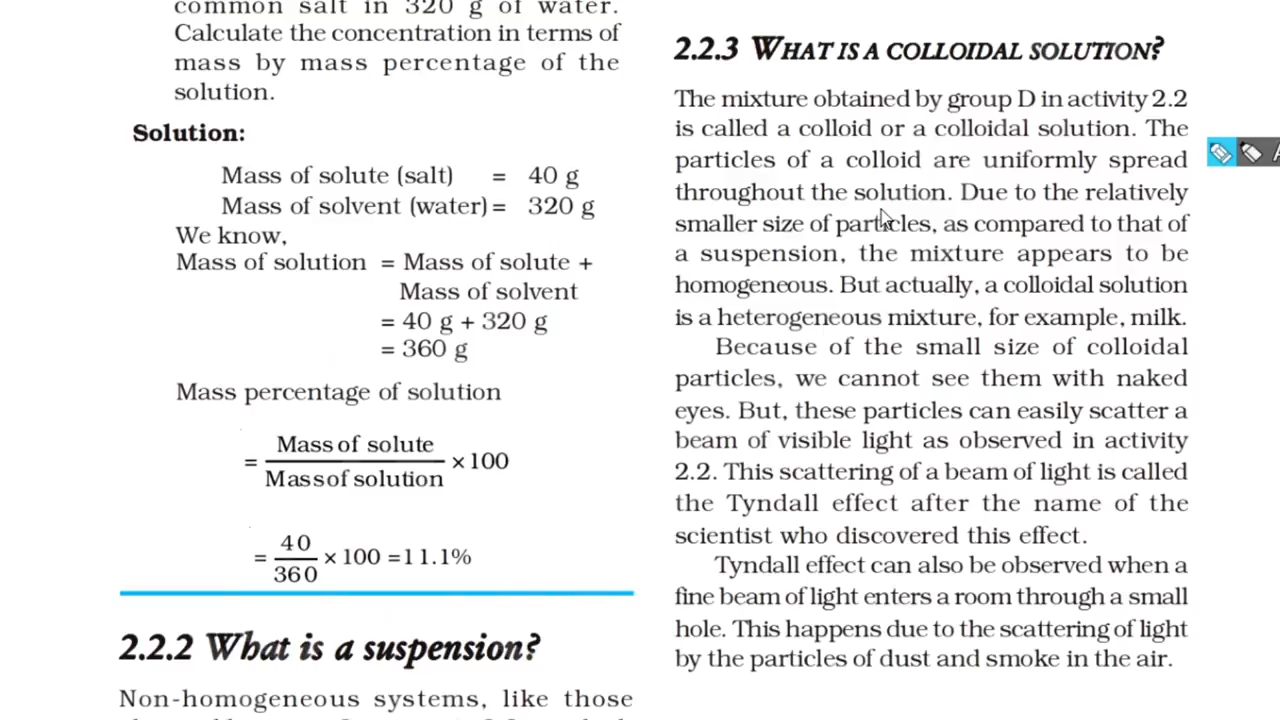 common salt in 320 g of water.
Calculate the concentration in terms of
mass by mass percentage of the
solution.
Solution:
Mass of solute (salt) = 40 g
Mass of solvent (water) = 320 g
We know,
Mass of solution = Mass of solute +
Mass of solvent
= 40 g + 320 g
= 360 g
Mass percentage of solution
= Mass of solute / Mass of solution × 100
= 40 / 360 × 100 = 11.1%
2.2.2 What is a suspension?
Non-homogeneous systems, like those
2.2.3 WHAT IS A COLLOIDAL SOLUTION?
The mixture obtained by group D in activity 2.2
is called a colloid or a colloidal solution. The
particles of a colloid are uniformly spread
throughout the solution. Due to the relatively
smaller size of particles, as compared to that of
a suspension, the mixture appears to be
homogeneous. But actually, a colloidal solution
is a heterogeneous mixture, for example, milk.
Because of the small size of colloidal
particles, we cannot see them with naked
eyes. But, these particles can easily scatter a
beam of visible light as observed in activity
2.2. This scattering of a beam of light is called
the Tyndall effect after the name of the
scientist who discovered this effect.
Tyndall effect can also be observed when a
fine beam of light enters a room through a small
hole. This happens due to the scattering of light
by the particles of dust and smoke in the air.